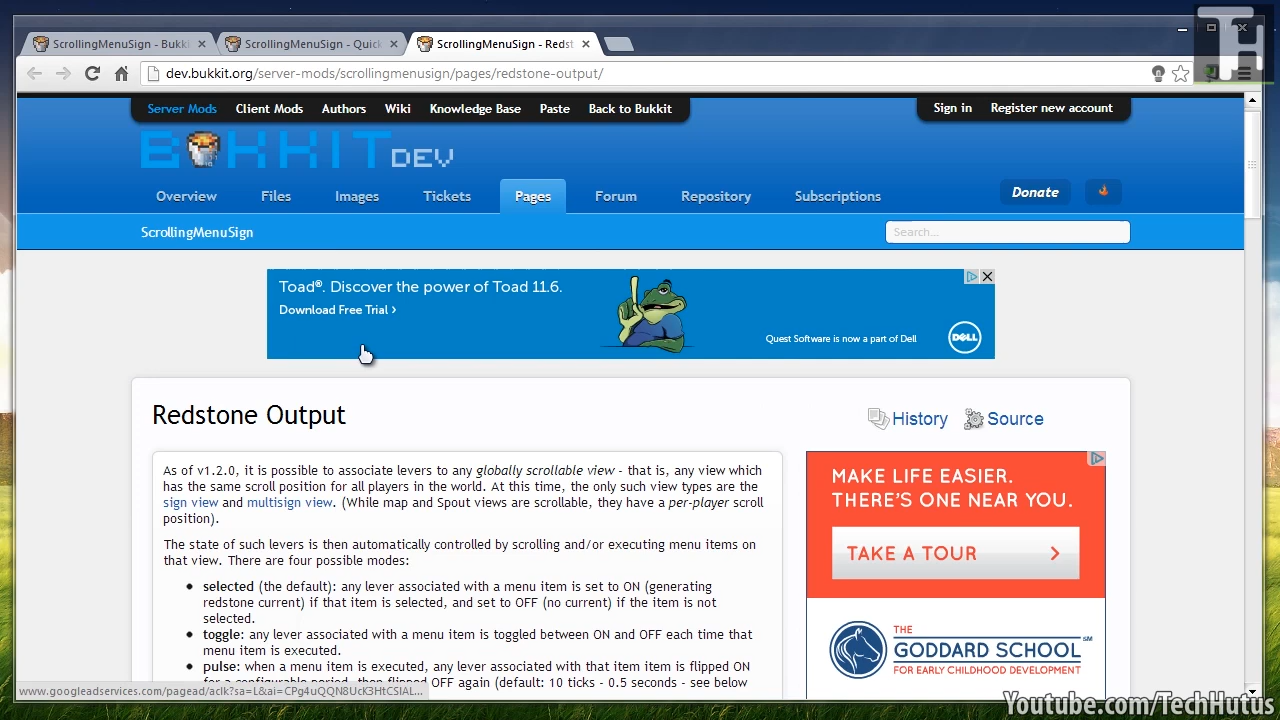 ScrollingMenuSign - Bukki
ScrollingMenuSign - Quick
ScrollingMenuSign - Redst
TH
dev.bukkit.org/server-mods/scrollingmenusign/pages/redstone-output/
Server Mods Client Mods Authors Wiki Knowledge Base Paste Back to Bukkit
Sign in Register new account
BUKKIT DEV
Overview Files Images Tickets Pages Forum Repository Subscriptions
Donate
ScrollingMenuSign
Search...
Toad®. Discover the power of Toad 11.6.
Download Free Trial ›
Quest Software is now a part of Dell
DELL
Redstone Output
History Source
As of v1.2.0, it is possible to associate levers to any globally scrollable view - that is, any view which
has the same scroll position for all players in the world. At this time, the only such view types are the
sign view and multisign view. (While map and Spout views are scrollable, they have a per-player scroll
position).
The state of such levers is then automatically controlled by scrolling and/or executing menu items on
that view. There are four possible modes:
• selected (the default): any lever associated with a menu item is set to ON (generating
redstone current) if that item is selected, and set to OFF (no current) if the item is not
selected.
• toggle: any lever associated with a menu item is toggled between ON and OFF each time that
menu item is executed.
• pulse: when a menu item is executed, any lever associated with that item item is flipped ON
flipped OFF again (default: 10 ticks - 0.5 seconds - see below
MAKE LIFE EASIER.
THERE'S ONE NEAR YOU.
TAKE A TOUR
THE
GODDARD SCHOOL SM
FOR EARLY CHILDHOOD DEVELOPMENT
www.googleadservices.com/pagead/aclk?sa=L&ai=CPg4uQQN8UcK3HtCSIAL...
Youtube.com/TechHutus